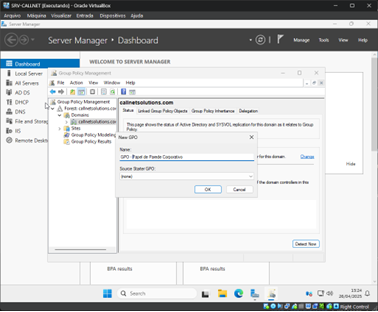 SRV-CALLNET [Executando] - Oracle VirtualBox
Arquivo Máquina Visualizar Entrada Dispositivos Ajuda
Server Manager
Server Manager • Dashboard
Manage Tools View Help
Dashboard
Local Server
All Servers
AD DS
DHCP
DNS
File and Storage
IIS
Remote Desktop
WELCOME TO SERVER MANAGER
Group Policy Management
File Action View Window Help
Group Policy Management
Forest: callnetsolutions.com
Domains
callnetsolutions.com
Sites
Group Policy Modeling
Group Policy Results
callnetsolutions.com
Status Linked Group Policy Objects Group Policy Inheritance Delegation
This page shows the status of Active Directory and SYSVOL replication for this domain as it relates to Group
Policy.
New GPO
Name:
GPO - Papel de Parede Corporativo
Source Starter GPO:
(none)
OK Cancel
for this domain. Change
of the domain controllers in this
Hide
Detect Now
BPA results BPA results
Search
15:24
26/04/2025
Right Control